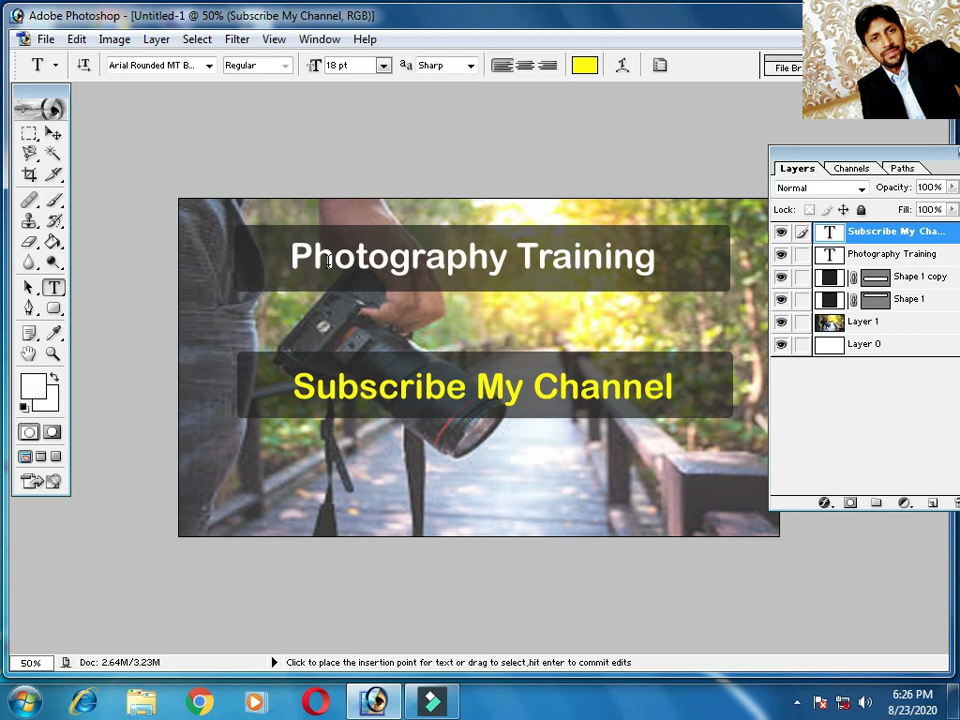 Adobe Photoshop - [Untitled-1 @ 50% (Subscribe My Channel, RGB)]
File Edit Image Layer Select Filter View Window Help
T Arial Rounded MT B... Regular T 18 pt aa Sharp File Br
Layers Channels Paths
Normal Opacity: 100%
Lock: Fill: 100%
T Subscribe My Cha...
T Photography Training
Shape 1 copy
Shape 1
Layer 1
Layer 0
Photography Training
Subscribe My Channel
50% Doc: 2.64M/3.23M Click to place the insertion point for text or drag to select,hit enter to commit edits
6:26 PM
8/23/2020